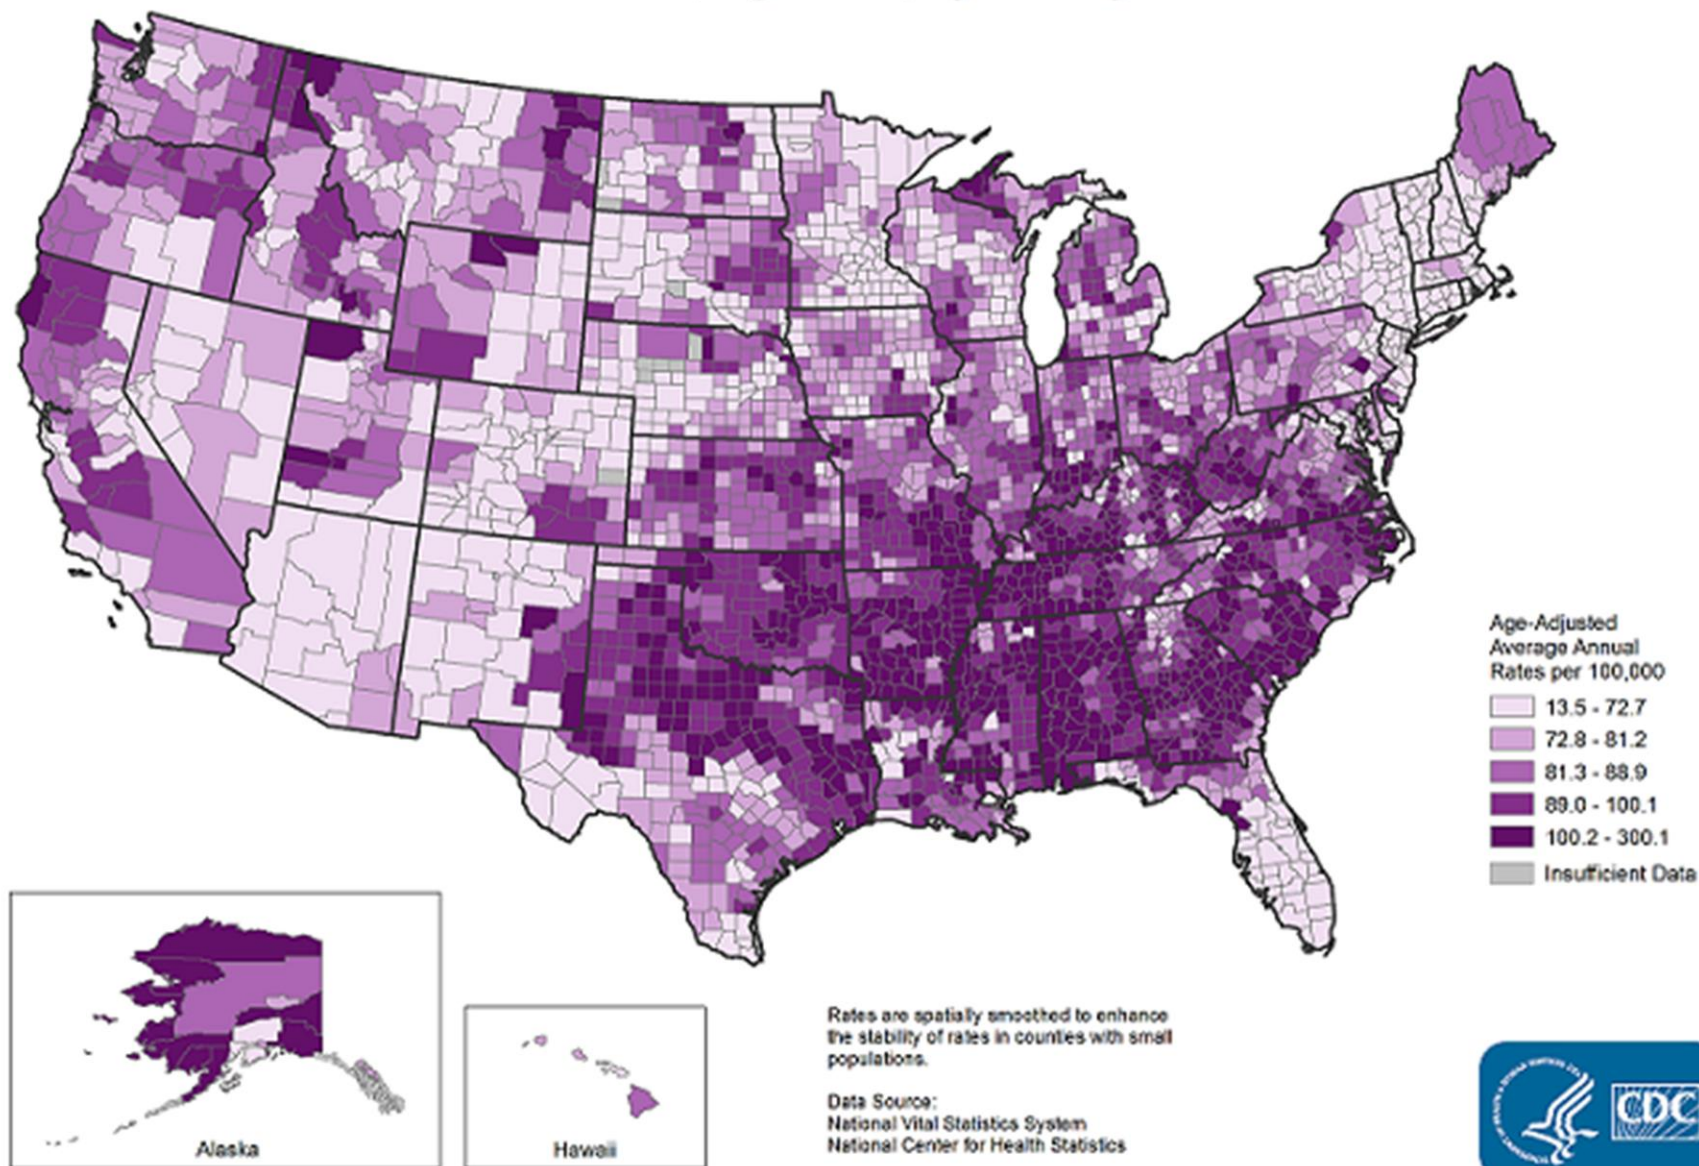 Age-Adjusted
Average Annual
Rates per 100,000
13.5 - 72.7
72.8 - 81.2
81.3 - 88.9
89.0 - 100.1
100.2 - 300.1
Insufficient Data
Alaska
Hawaii
Rates are spatially smoothed to enhance
the stability of rates in counties with small
populations.
Data Source:
National Vital Statistics System
National Center for Health Statistics
CDC